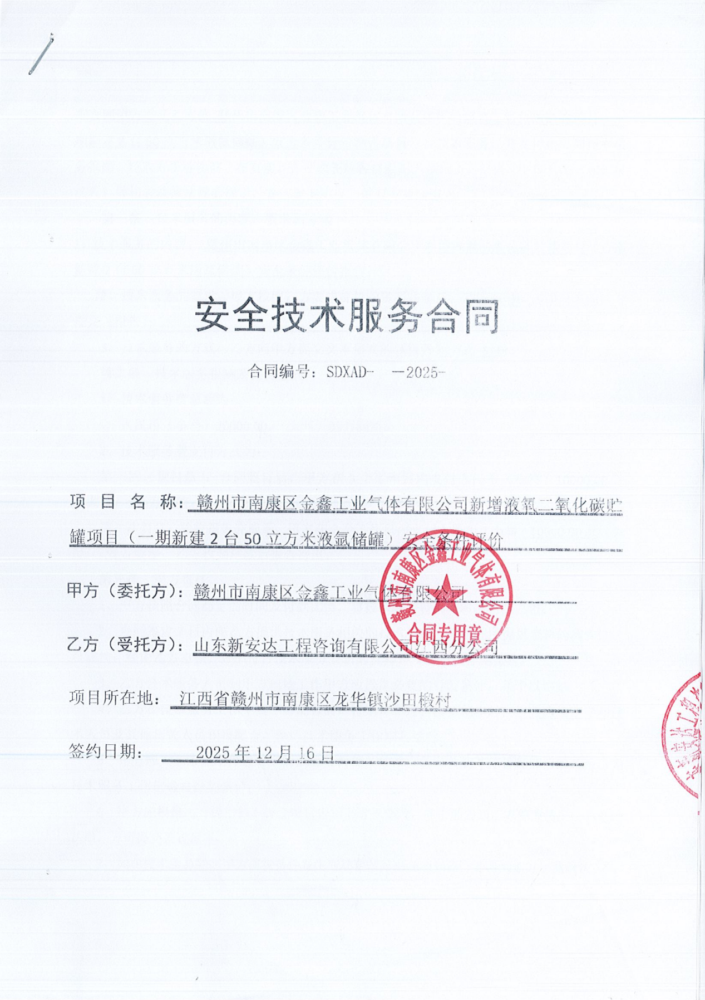 安全技术服务合同
合同编号：SDXAD- —2025-
项 目 名 称：赣州市南康区金鑫工业气体有限公司新增液氧二氧化碳贮
罐项目（一期新建 2 台 50 立方米液氩储罐）安全条件评价
甲方（委托方）：赣州市南康区金鑫工业气体有限公司
乙方（受托方）：山东新安达工程咨询有限公司江西分公司
项目所在地： 江西省赣州市南康区龙华镇沙田椴村
签约日期： 2025 年 12 月 16 日
赣州市南康区金鑫工业气体有限公司
合同专用章